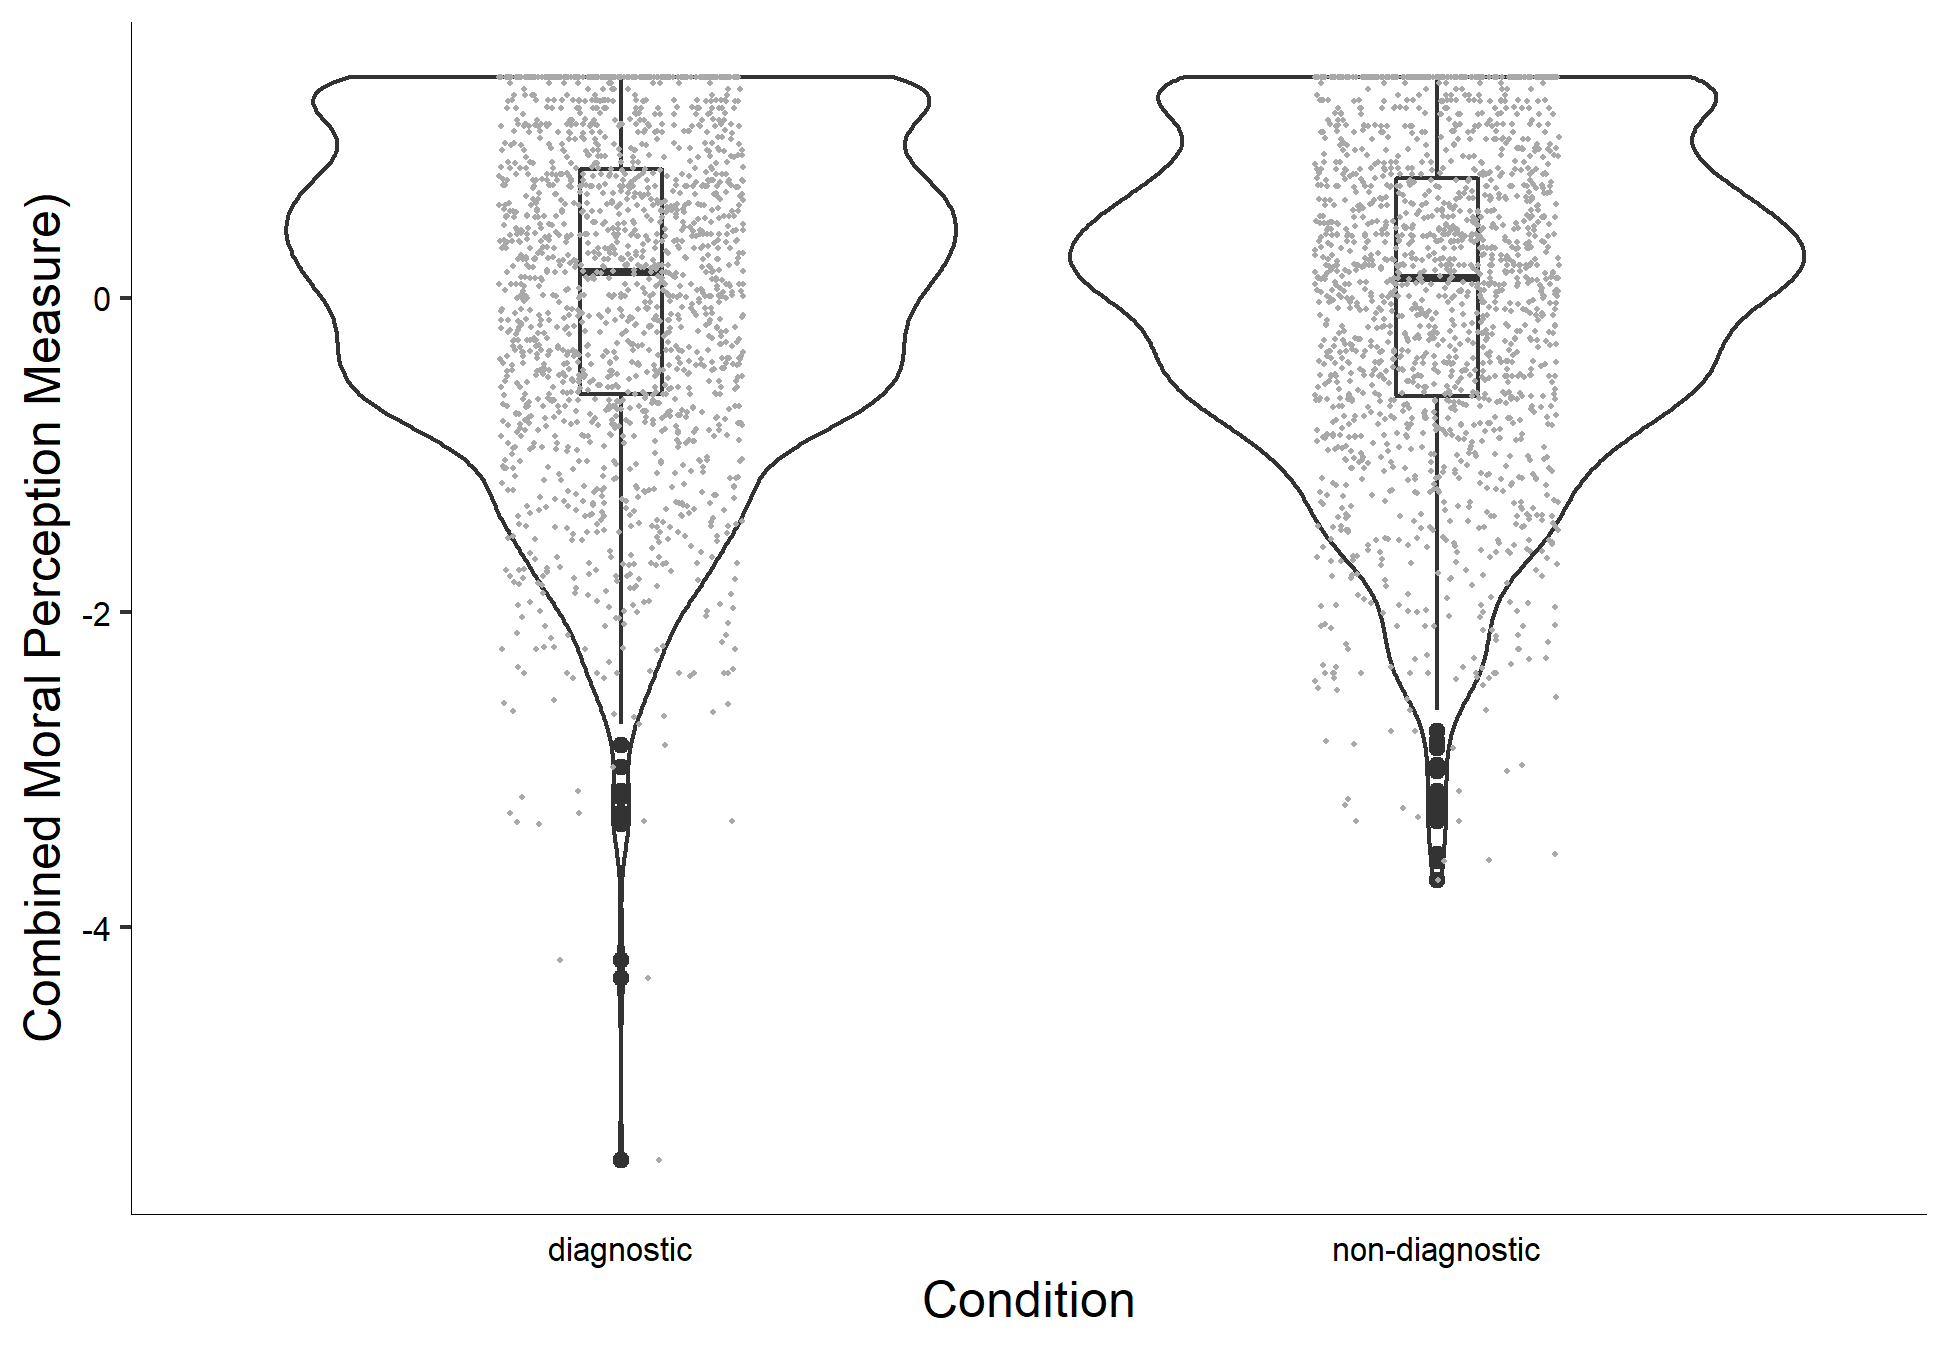 Combined Moral Perception Measure)
0
-2
-4
diagnostic
non-diagnostic
Condition